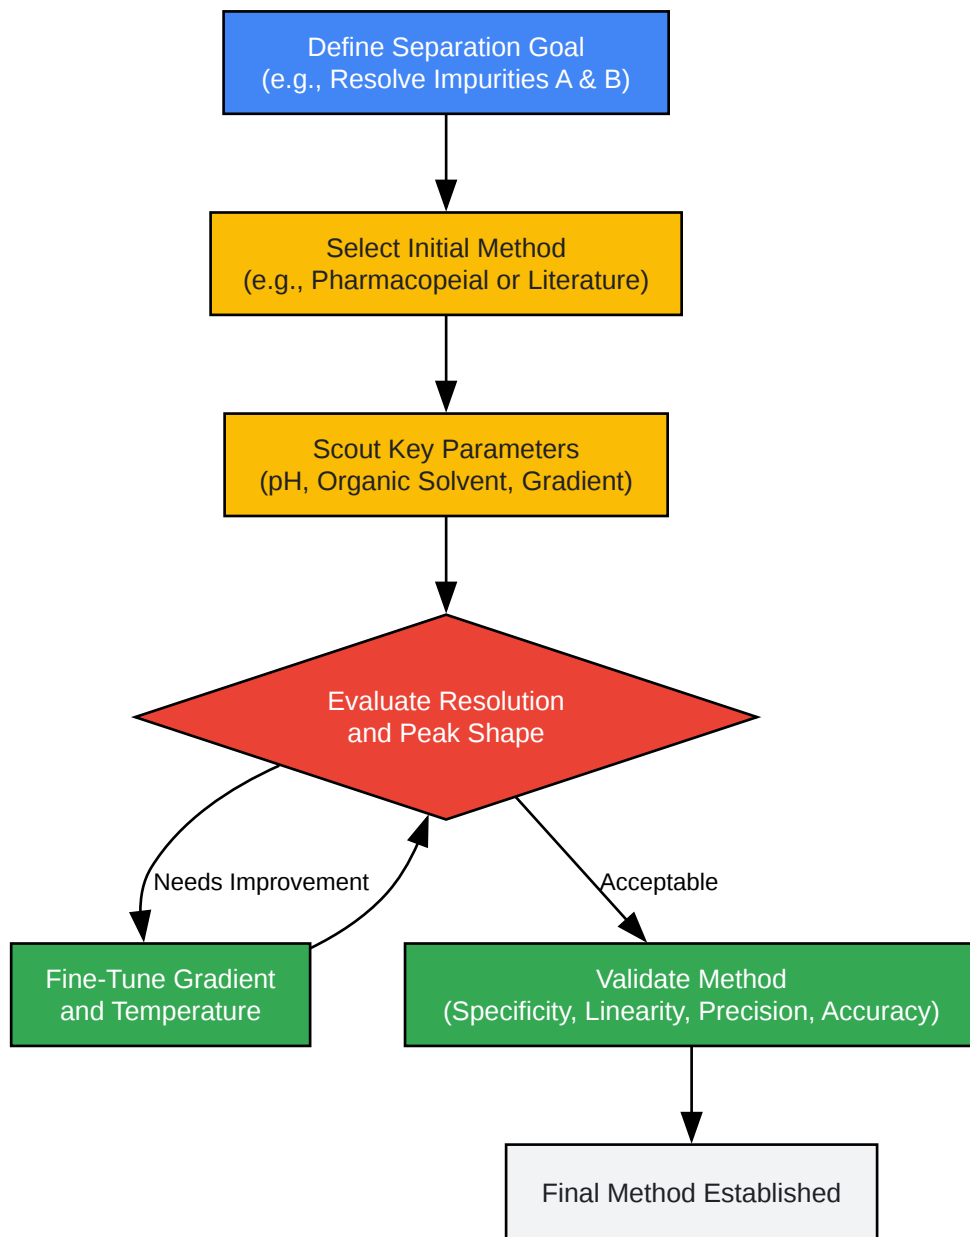 Define Separation Goal
(e.g., Resolve Impurities A & B)
Select Initial Method
(e.g., Pharmacopeial or Literature)
Scout Key Parameters
(pH, Organic Solvent, Gradient)
Evaluate Resolution
and Peak Shape
Needs Improvement
Acceptable
Fine-Tune Gradient
and Temperature
Validate Method
(Specificity, Linearity, Precision, Accuracy)
Final Method Established